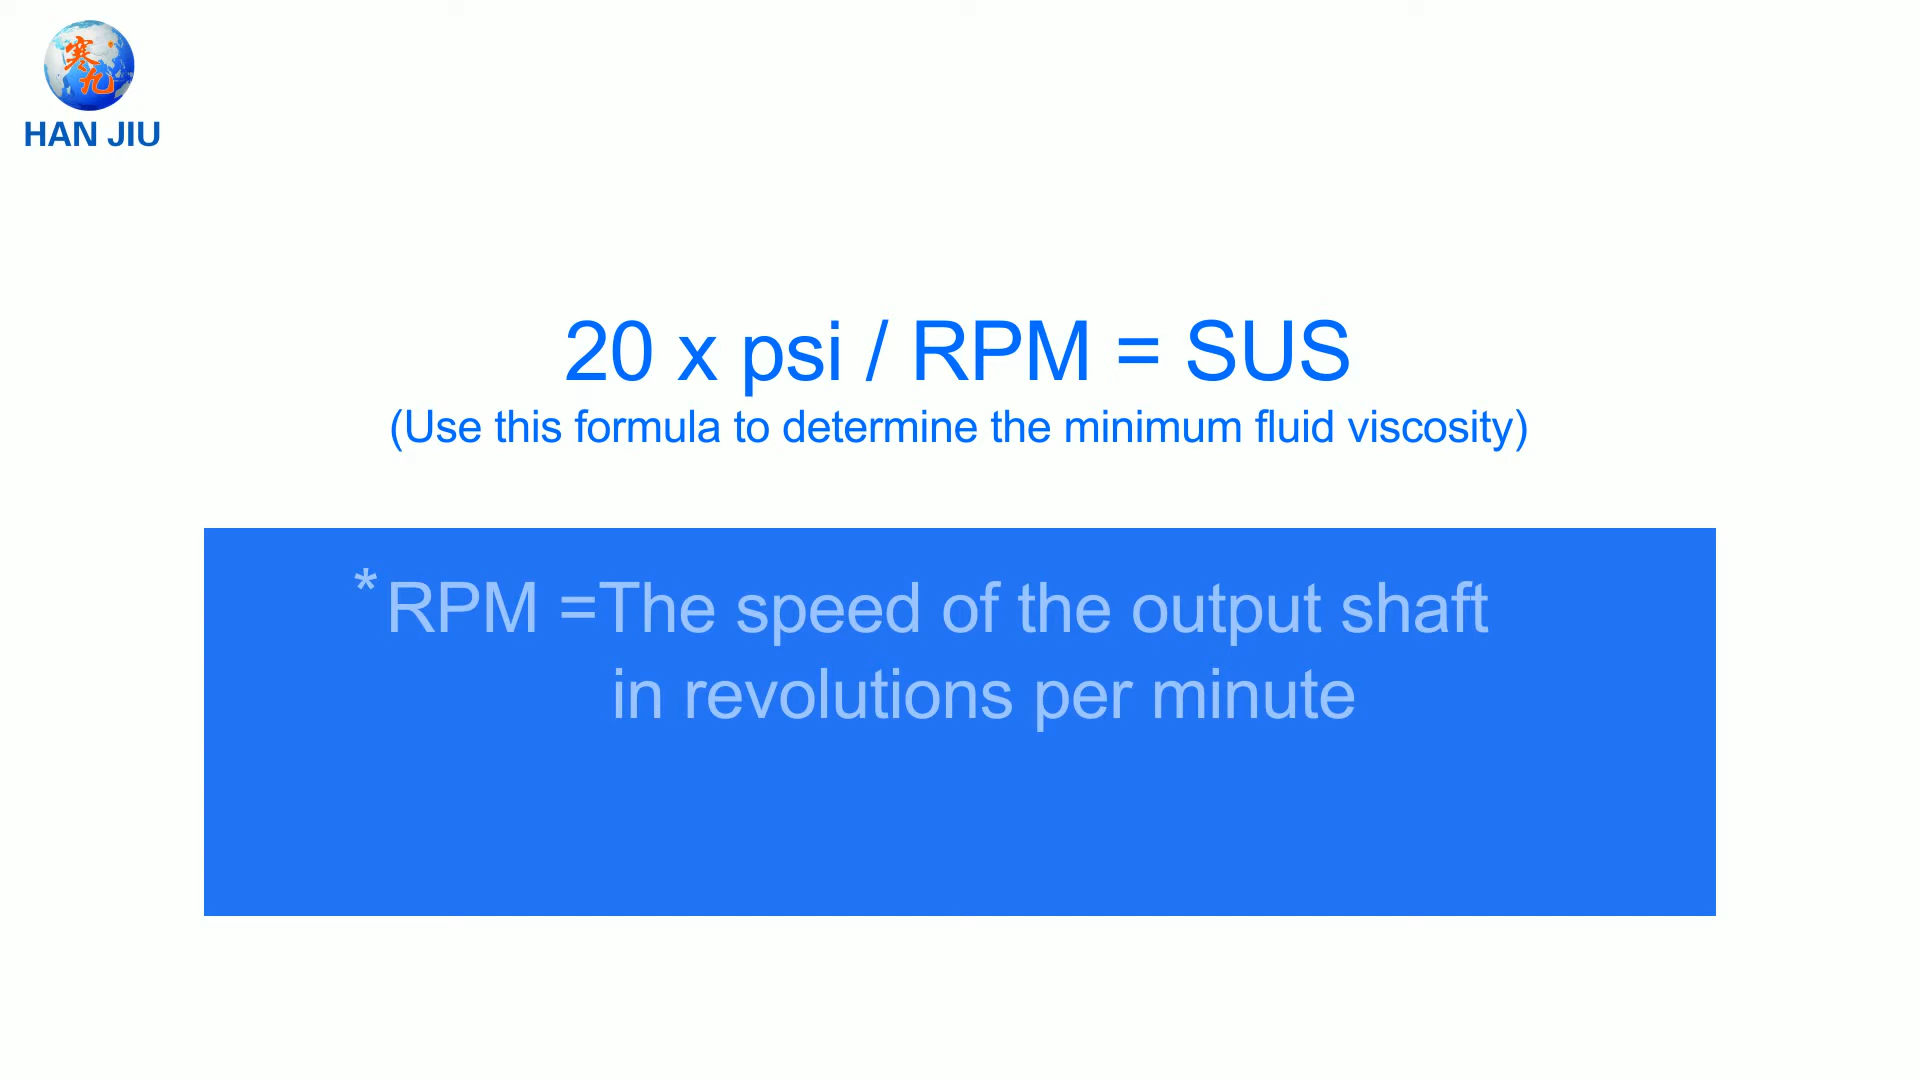 寒九
HAN JIU
20 x psi / RPM = SUS
(Use this formula to determine the minimum fluid viscosity)
*RPM =The speed of the output shaft
in revolutions per minute